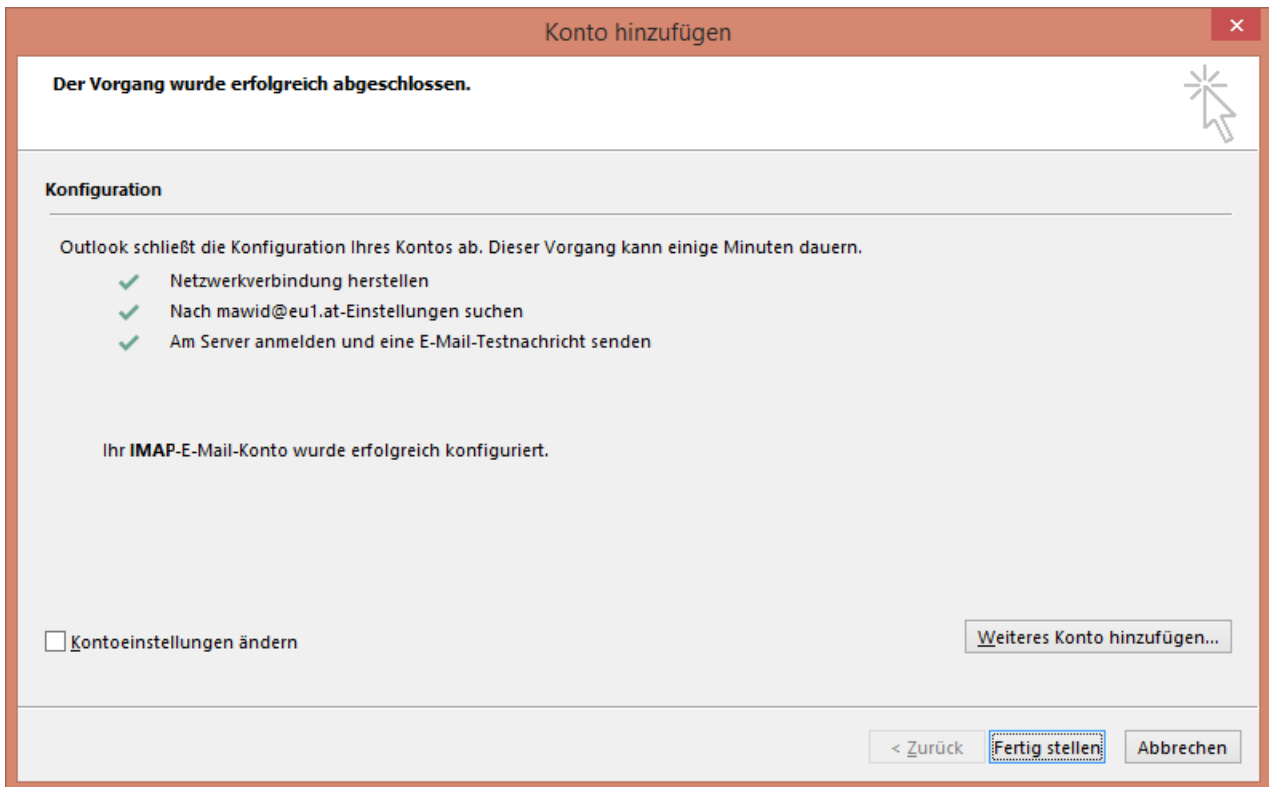 Konto hinzufügen
Der Vorgang wurde erfolgreich abgeschlossen.
Konfiguration
Outlook schließt die Konfiguration Ihres Kontos ab. Dieser Vorgang kann einige Minuten dauern.
Netzwerkverbindung herstellen
Nach mawid@eu1.at-Einstellungen suchen
Am Server anmelden und eine E-Mail-Testnachricht senden
Ihr IMAP-E-Mail-Konto wurde erfolgreich konfiguriert.
Kontoeinstellungen ändern
Weiteres Konto hinzufügen...
< Zurück Fertig stellen Abbrechen